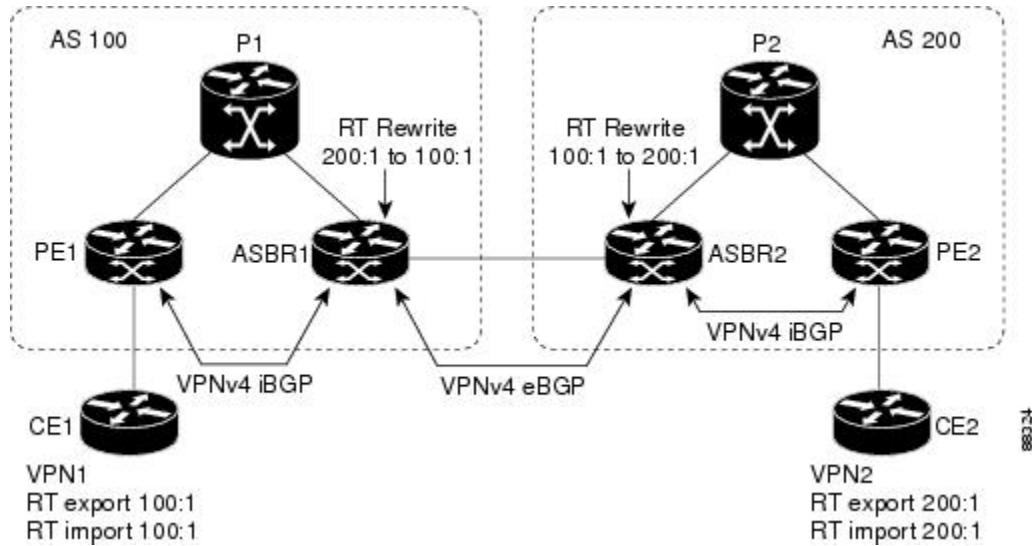 AS 100
P1
P2
AS 200
RT Rewrite
200:1 to 100:1
RT Rewrite
100:1 to 200:1
PE1
ASBR1
ASBR2
PE2
VPNv4 iBGP
VPNv4 iBGP
VPNv4 eBGP
CE1
CE2
VPN1
RT export 100:1
RT import 100:1
VPN2
RT export 200:1
RT import 200:1